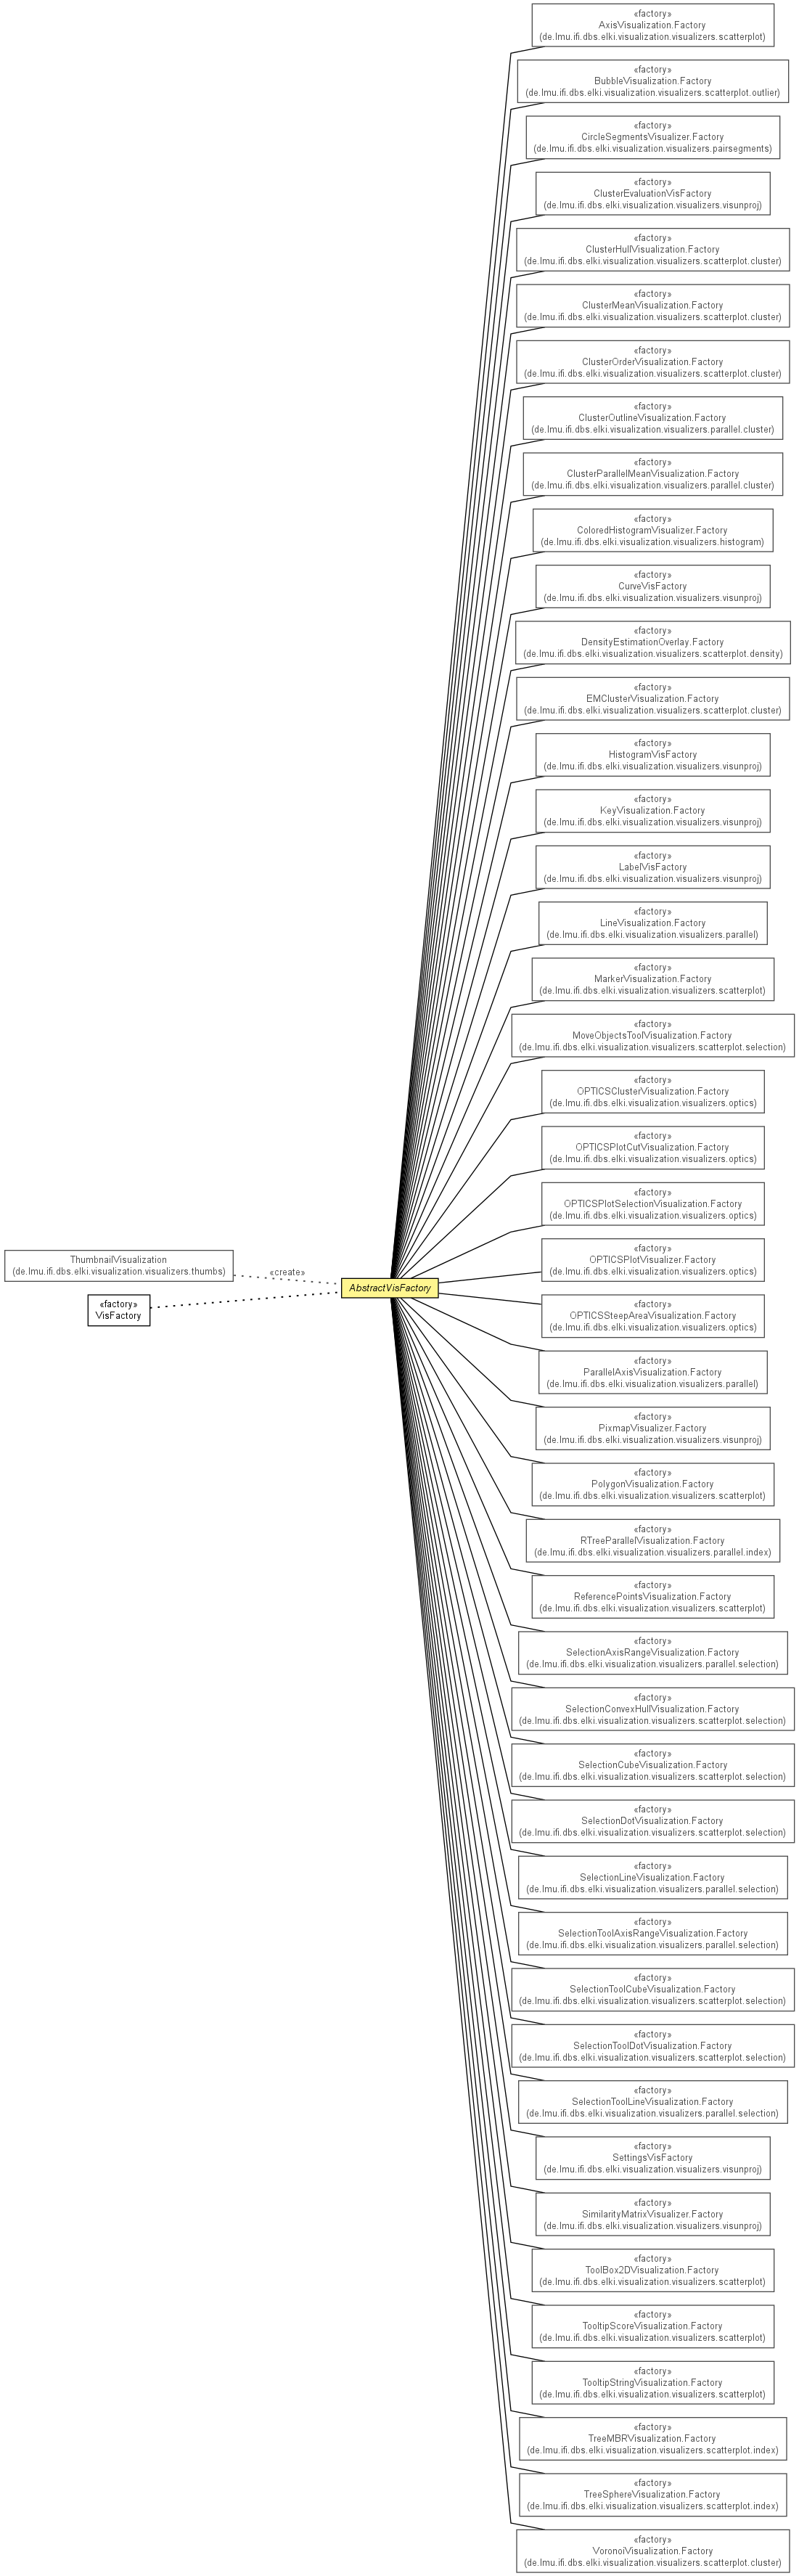 «factory»
AxisVisualization.Factory
(de.lmu.ifi.dbs.elki.visualization.visualizers.scatterplot)
«factory»
BubbleVisualization.Factory
(de.lmu.ifi.dbs.elki.visualization.visualizers.scatterplot.outlier)
«factory»
CircleSegmentsVisualizer.Factory
(de.lmu.ifi.dbs.elki.visualization.visualizers.pairsegments)
«factory»
ClusterEvaluationVisFactory
(de.lmu.ifi.dbs.elki.visualization.visualizers.visunproj)
«factory»
ClusterHullVisualization.Factory
(de.lmu.ifi.dbs.elki.visualization.visualizers.scatterplot.cluster)
«factory»
ClusterMeanVisualization.Factory
(de.lmu.ifi.dbs.elki.visualization.visualizers.scatterplot.cluster)
«factory»
ClusterOrderVisualization.Factory
(de.lmu.ifi.dbs.elki.visualization.visualizers.scatterplot.cluster)
«factory»
ClusterOutlineVisualization.Factory
(de.lmu.ifi.dbs.elki.visualization.visualizers.parallel.cluster)
«factory»
ClusterParallelMeanVisualization.Factory
(de.lmu.ifi.dbs.elki.visualization.visualizers.parallel.cluster)
«factory»
ColoredHistogramVisualizer.Factory
(de.lmu.ifi.dbs.elki.visualization.visualizers.histogram)
«factory»
CurveVisFactory
(de.lmu.ifi.dbs.elki.visualization.visualizers.visunproj)
«factory»
DensityEstimationOverlay.Factory
(de.lmu.ifi.dbs.elki.visualization.visualizers.scatterplot.density)
«factory»
EMClusterVisualization.Factory
(de.lmu.ifi.dbs.elki.visualization.visualizers.scatterplot.cluster)
«factory»
HistogramVisFactory
(de.lmu.ifi.dbs.elki.visualization.visualizers.visunproj)
«factory»
KeyVisualization.Factory
(de.lmu.ifi.dbs.elki.visualization.visualizers.visunproj)
«factory»
LabelVisFactory
(de.lmu.ifi.dbs.elki.visualization.visualizers.visunproj)
«factory»
LineVisualization.Factory
(de.lmu.ifi.dbs.elki.visualization.visualizers.parallel)
«factory»
MarkerVisualization.Factory
(de.lmu.ifi.dbs.elki.visualization.visualizers.scatterplot)
«factory»
MoveObjectsToolVisualization.Factory
(de.lmu.ifi.dbs.elki.visualization.visualizers.scatterplot.selection)
«factory»
OPTICSClusterVisualization.Factory
(de.lmu.ifi.dbs.elki.visualization.visualizers.optics)
«factory»
OPTICSPlotCutVisualization.Factory
(de.lmu.ifi.dbs.elki.visualization.visualizers.optics)
«factory»
OPTICSPlotSelectionVisualization.Factory
(de.lmu.ifi.dbs.elki.visualization.visualizers.optics)
«factory»
OPTICSPlotVisualizer.Factory
(de.lmu.ifi.dbs.elki.visualization.visualizers.optics)
ThumbnailVisualization
(de.lmu.ifi.dbs.elki.visualization.visualizers.thumbs)
«create»
AbstractVisFactory
«factory»
VisFactory
«factory»
OPTICSSteepAreaVisualization.Factory
(de.lmu.ifi.dbs.elki.visualization.visualizers.optics)
«factory»
ParallelAxisVisualization.Factory
(de.lmu.ifi.dbs.elki.visualization.visualizers.parallel)
«factory»
PixmapVisualizer.Factory
(de.lmu.ifi.dbs.elki.visualization.visualizers.visunproj)
«factory»
PolygonVisualization.Factory
(de.lmu.ifi.dbs.elki.visualization.visualizers.scatterplot)
«factory»
RTreeParallelVisualization.Factory
(de.lmu.ifi.dbs.elki.visualization.visualizers.parallel.index)
«factory»
ReferencePointsVisualization.Factory
(de.lmu.ifi.dbs.elki.visualization.visualizers.scatterplot)
«factory»
SelectionAxisRangeVisualization.Factory
(de.lmu.ifi.dbs.elki.visualization.visualizers.parallel.selection)
«factory»
SelectionConvexHullVisualization.Factory
(de.lmu.ifi.dbs.elki.visualization.visualizers.scatterplot.selection)
«factory»
SelectionCubeVisualization.Factory
(de.lmu.ifi.dbs.elki.visualization.visualizers.scatterplot.selection)
«factory»
SelectionDotVisualization.Factory
(de.lmu.ifi.dbs.elki.visualization.visualizers.scatterplot.selection)
«factory»
SelectionLineVisualization.Factory
(de.lmu.ifi.dbs.elki.visualization.visualizers.parallel.selection)
«factory»
SelectionToolAxisRangeVisualization.Factory
(de.lmu.ifi.dbs.elki.visualization.visualizers.parallel.selection)
«factory»
SelectionToolCubeVisualization.Factory
(de.lmu.ifi.dbs.elki.visualization.visualizers.scatterplot.selection)
«factory»
SelectionToolDotVisualization.Factory
(de.lmu.ifi.dbs.elki.visualization.visualizers.scatterplot.selection)
«factory»
SelectionToolLineVisualization.Factory
(de.lmu.ifi.dbs.elki.visualization.visualizers.parallel.selection)
«factory»
SettingsVisFactory
(de.lmu.ifi.dbs.elki.visualization.visualizers.visunproj)
«factory»
SimilarityMatrixVisualizer.Factory
(de.lmu.ifi.dbs.elki.visualization.visualizers.visunproj)
«factory»
ToolBox2DVisualization.Factory
(de.lmu.ifi.dbs.elki.visualization.visualizers.scatterplot)
«factory»
TooltipScoreVisualization.Factory
(de.lmu.ifi.dbs.elki.visualization.visualizers.scatterplot)
«factory»
TooltipStringVisualization.Factory
(de.lmu.ifi.dbs.elki.visualization.visualizers.scatterplot)
«factory»
TreeMBRVisualization.Factory
(de.lmu.ifi.dbs.elki.visualization.visualizers.scatterplot.index)
«factory»
TreeSphereVisualization.Factory
(de.lmu.ifi.dbs.elki.visualization.visualizers.scatterplot.index)
«factory»
VoronoiVisualization.Factory
(de.lmu.ifi.dbs.elki.visualization.visualizers.scatterplot.cluster)